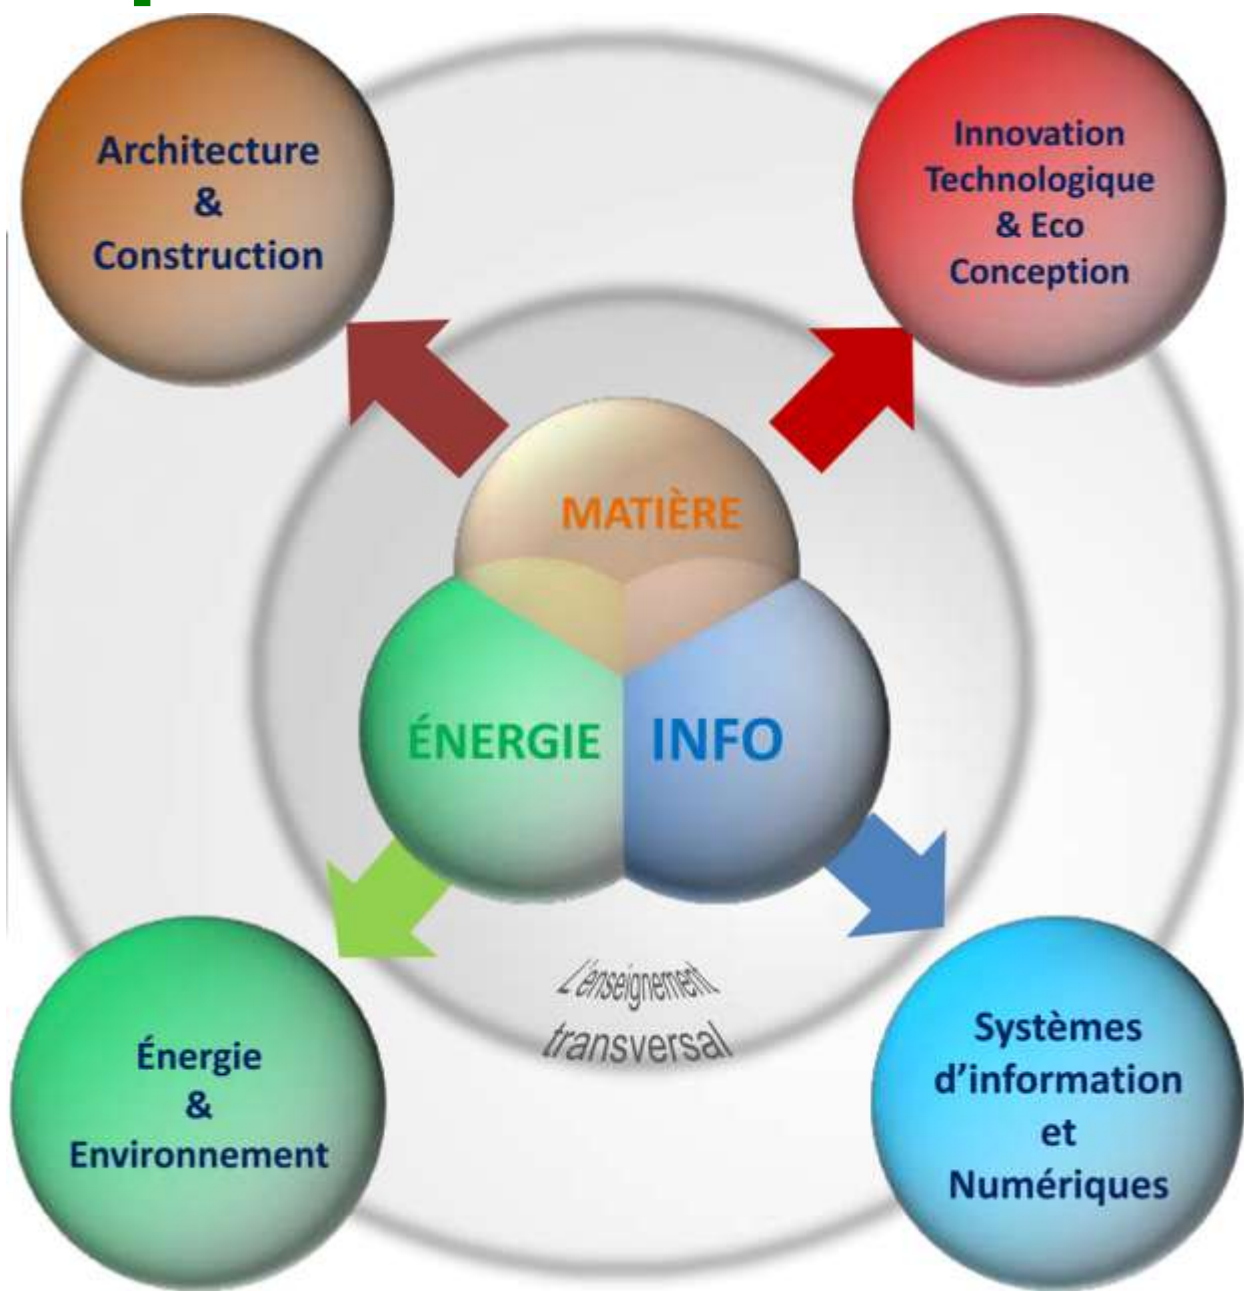 Architecture
&
Construction
Innovation
Technologique
& Eco
Conception
MATIÈRE
ÉNERGIE
INFO
L'enseignement
transversal
Énergie
&
Environnement
Systèmes
d'information
et
Numériques